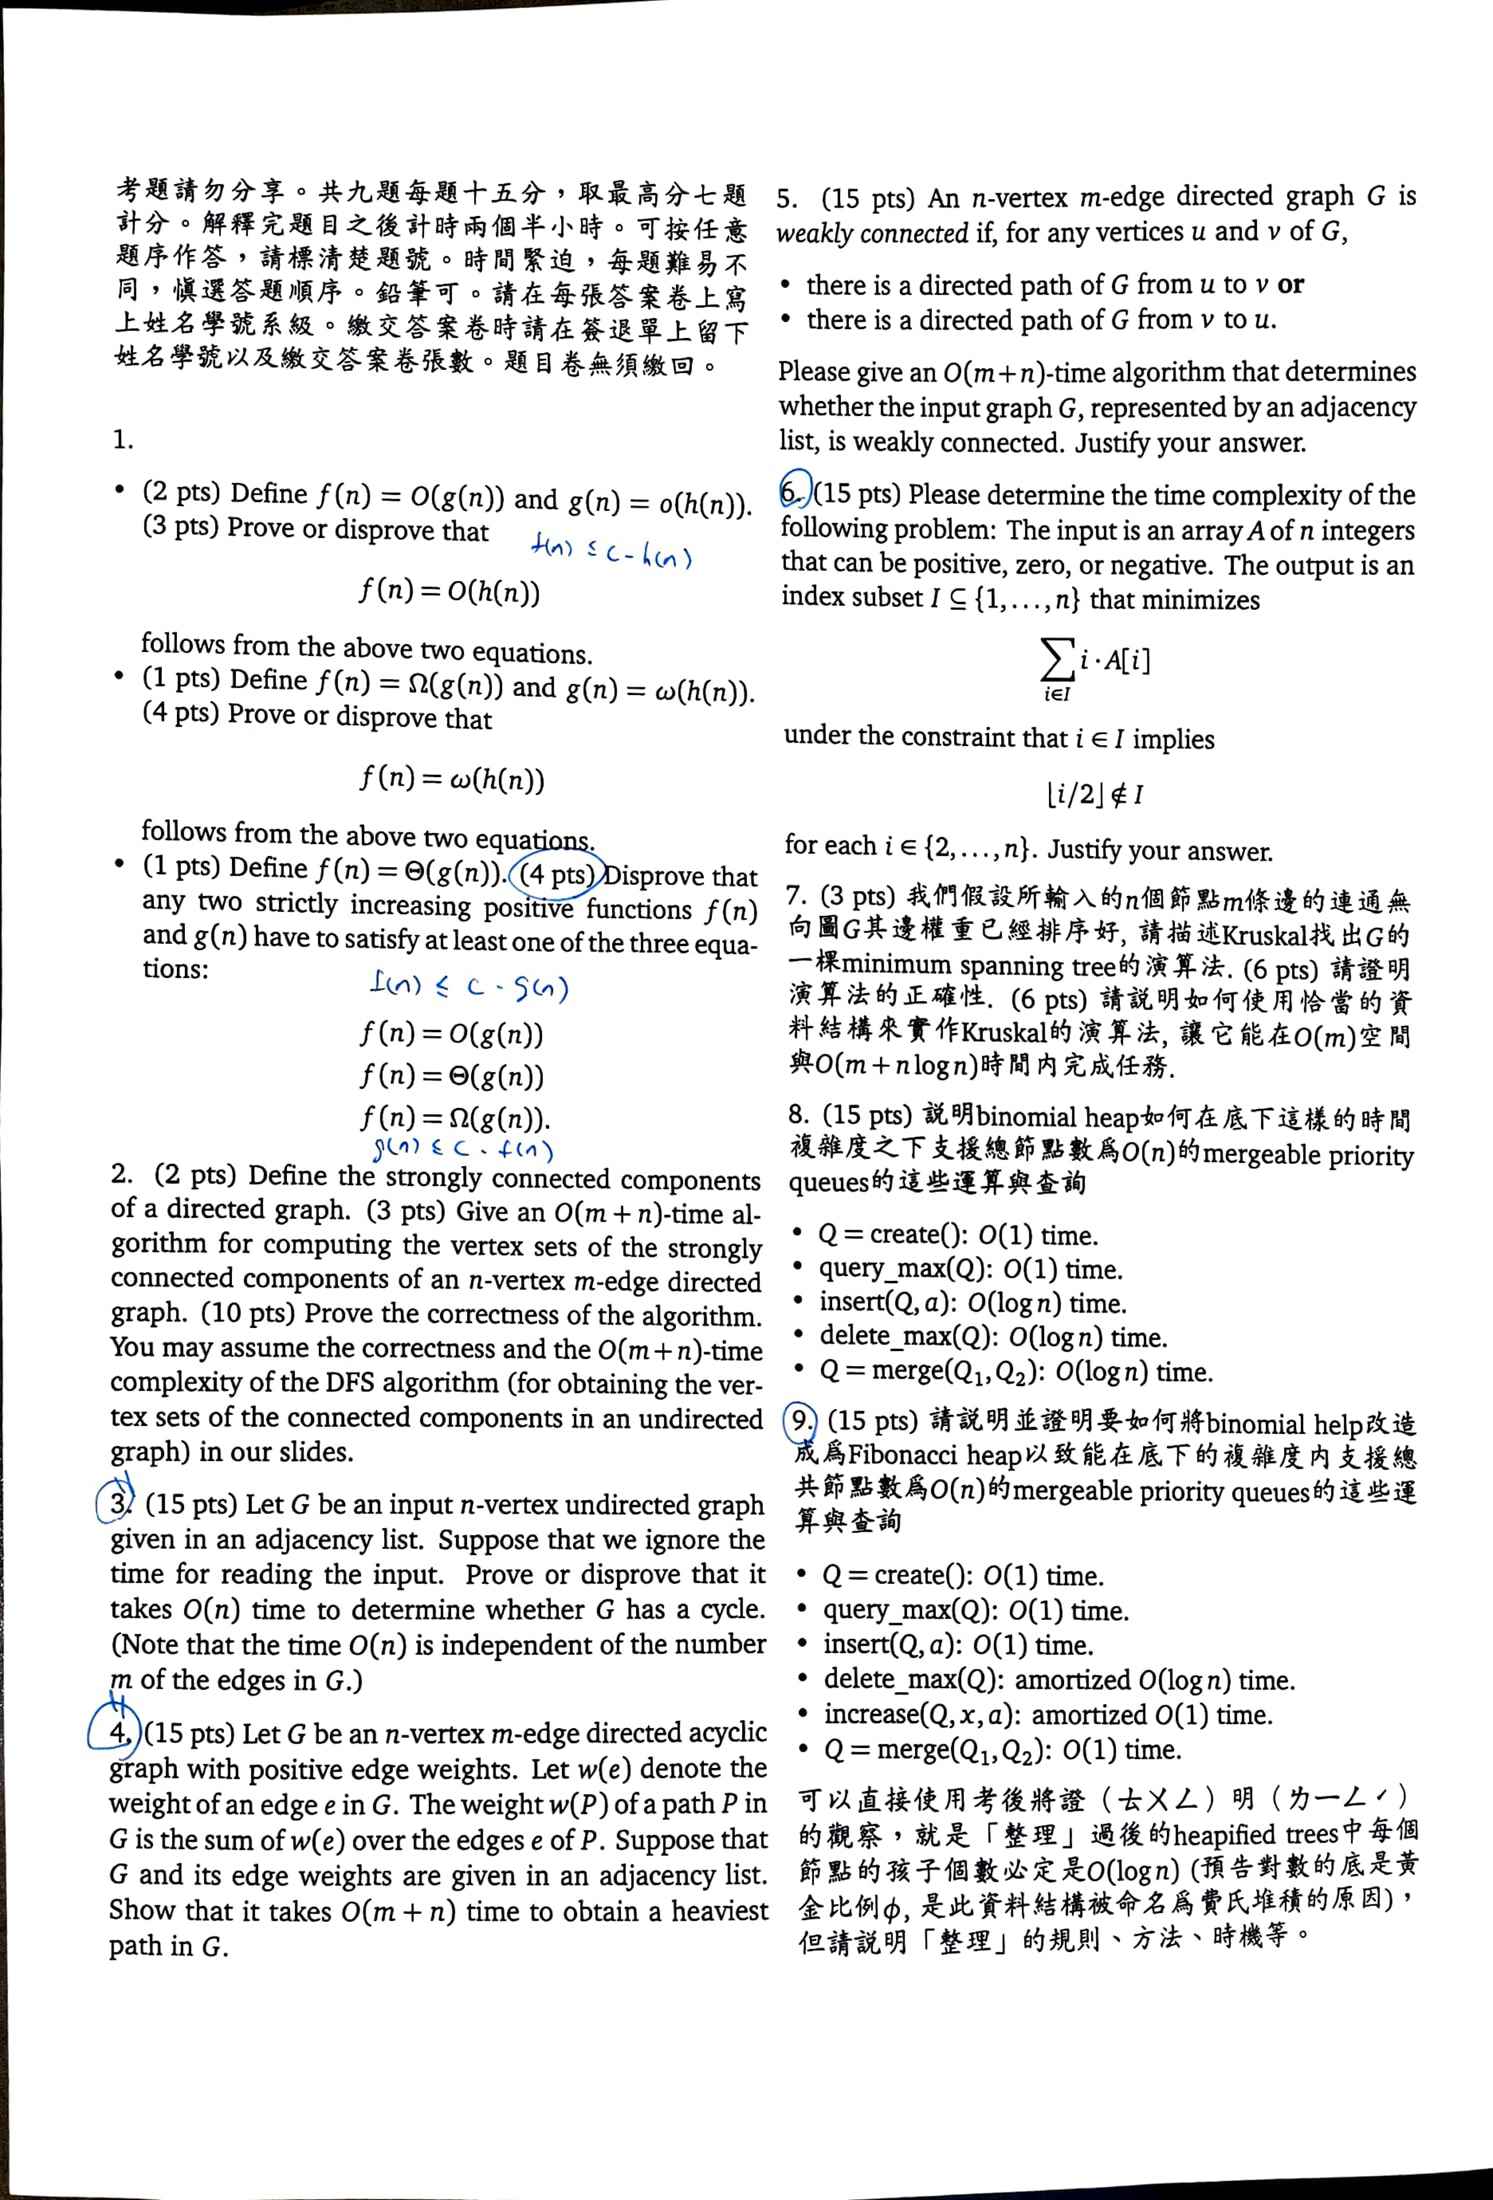 考題請勿分享。共九題每題十五分，取最高分七題
計分。解釋完題目之後計時兩個半小時。可按任意
題序作答，請標清楚題號。時間緊迫，每題難易不
同，慎選答題順序。鉛筆可。請在每張答案卷上寫
上姓名學號系級。繳交答案卷時請在簽退單上留下
姓名學號以及繳交答案卷張數。題目卷無須繳回。
1.
• (2 pts) Define f(n) = O(g(n)) and g(n) = o(h(n)).
(3 pts) Prove or disprove that
f(n) ≤ c - h(n)
f(n) = O(h(n))
follows from the above two equations.
• (1 pts) Define f(n) = Ω(g(n)) and g(n) = ω(h(n)).
(4 pts) Prove or disprove that
f(n) = ω(h(n))
follows from the above two equations.
• (1 pts) Define f(n) = Θ(g(n)). (4 pts) Disprove that
any two strictly increasing positive functions f(n)
and g(n) have to satisfy at least one of the three equa-
tions:
f(n) ≤ c · g(n)
f(n) = O(g(n))
f(n) = Θ(g(n))
f(n) = Ω(g(n)).
g(n) ≤ c · f(n)
2. (2 pts) Define the strongly connected components
of a directed graph. (3 pts) Give an O(m + n)-time al-
gorithm for computing the vertex sets of the strongly
connected components of an n-vertex m-edge directed
graph. (10 pts) Prove the correctness of the algorithm.
You may assume the correctness and the O(m+n)-time
complexity of the DFS algorithm (for obtaining the ver-
tex sets of the connected components in an undirected
graph) in our slides.
3. (15 pts) Let G be an input n-vertex undirected graph
given in an adjacency list. Suppose that we ignore the
time for reading the input. Prove or disprove that it
takes O(n) time to determine whether G has a cycle.
(Note that the time O(n) is independent of the number
m of the edges in G.)
4. (15 pts) Let G be an n-vertex m-edge directed acyclic
graph with positive edge weights. Let w(e) denote the
weight of an edge e in G. The weight w(P) of a path P in
G is the sum of w(e) over the edges e of P. Suppose that
G and its edge weights are given in an adjacency list.
Show that it takes O(m + n) time to obtain a heaviest
path in G.
5. (15 pts) An n-vertex m-edge directed graph G is
weakly connected if, for any vertices u and v of G,
• there is a directed path of G from u to v or
• there is a directed path of G from v to u.
Please give an O(m+n)-time algorithm that determines
whether the input graph G, represented by an adjacency
list, is weakly connected. Justify your answer.
6. (15 pts) Please determine the time complexity of the
following problem: The input is an array A of n integers
that can be positive, zero, or negative. The output is an
index subset I ⊆ {1,...,n} that minimizes
∑ i · A[i]
i∈I
under the constraint that i ∈ I implies
⌊i/2⌋ ∉ I
for each i ∈ {2,...,n}. Justify your answer.
7. (3 pts) 我們假設所輸入的n個節點m條邊的連通無
向圖G其邊權重已經排序好, 請描述Kruskal找出G的
一棵minimum spanning tree的演算法. (6 pts) 請證明
演算法的正確性. (6 pts) 請說明如何使用恰當的資
料結構來實作Kruskal的演算法, 讓它能在O(m)空間
與O(m + n log n)時間內完成任務.
8. (15 pts) 說明binomial heap如何在底下這樣的時間
複雜度之下支援總節點數為O(n)的mergeable priority
queues的這些運算與查詢
• Q = create(): O(1) time.
• query_max(Q): O(1) time.
• insert(Q, a): O(log n) time.
• delete_max(Q): O(log n) time.
• Q = merge(Q1, Q2): O(log n) time.
9. (15 pts) 請說明並證明要如何將binomial help改造
成為Fibonacci heap以致能在底下的複雜度內支援總
共節點數為O(n)的mergeable priority queues的這些運
算與查詢
• Q = create(): O(1) time.
• query_max(Q): O(1) time.
• insert(Q, a): O(1) time.
• delete_max(Q): amortized O(log n) time.
• increase(Q, x, a): amortized O(1) time.
• Q = merge(Q1, Q2): O(1) time.
可以直接使用考後將證（ㄊㄨㄥ）明（ㄌㄧㄥˊ）
的觀察，就是「整理」過後的heapified trees中每個
節點的孩子個數必定是O(log n) (預告對數的底是黃
金比例ϕ, 是此資料結構被命名為費氏堆積的原因)，
但請說明「整理」的規則、方法、時機等。